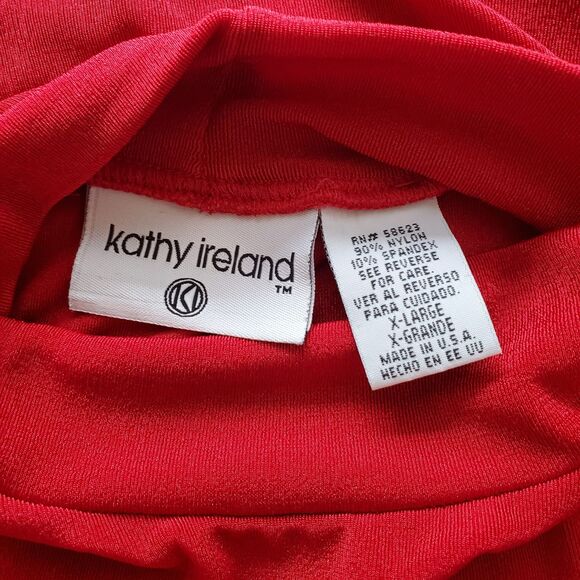 kathy ireland
TM
KI
RN# 58623
90% NYLON
10% SPANDEX
SEE REVERSE
FOR CARE.
VER AL REVERSO
PARA CUIDADO.
X-LARGE
X-GRANDE
MADE IN U.S.A.
HECHO EN EE UU